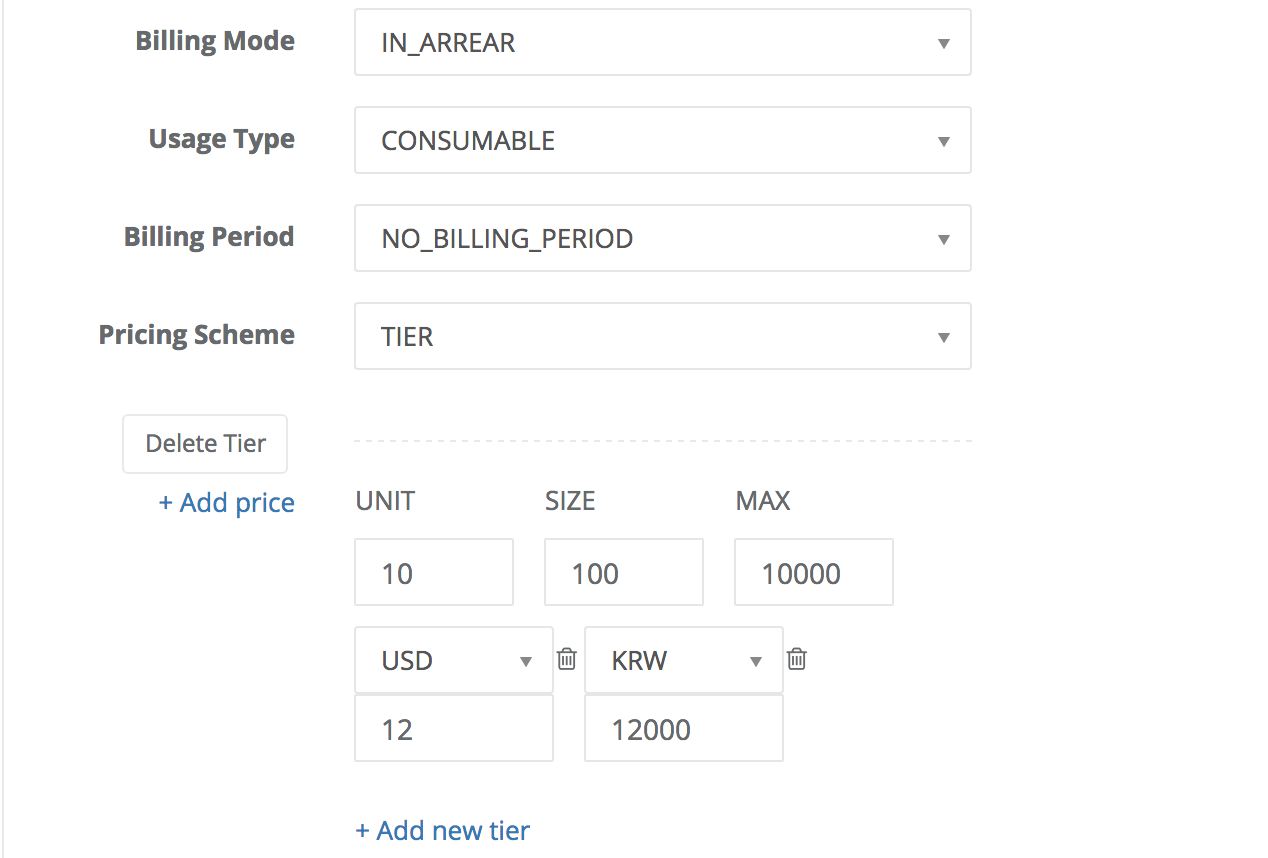 Billing Mode IN_ARREAR
Usage Type CONSUMABLE
Billing Period NO_BILLING_PERIOD
Pricing Scheme TIER
Delete Tier
+ Add price UNIT SIZE MAX
10 100 10000
USD KRW
12 12000
+ Add new tier